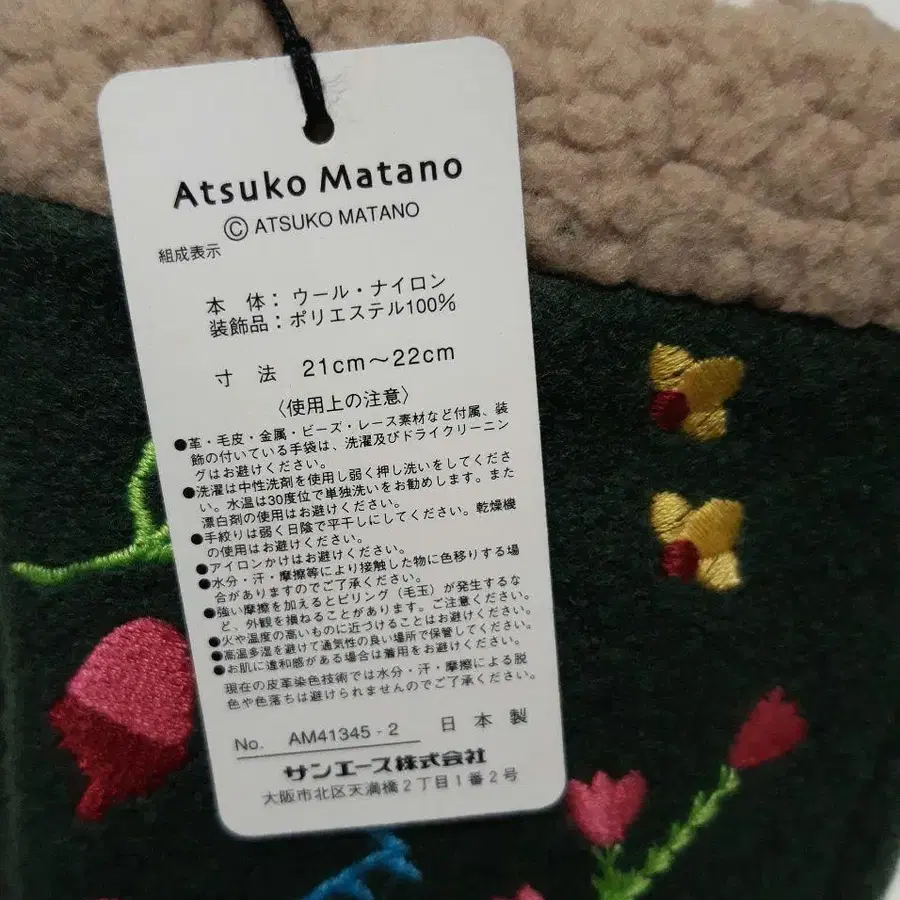 Atsuko Matano
Ⓒ ATSUKO MATANO
組成表示
本 体：ウール・ナイロン
装飾品：ポリエステル100%
寸 法 21cm～22cm
〈使用上の注意〉
●革・毛皮・金属・ビーズ・レース素材など付属、装
飾の付いている手袋は、洗濯及びドライクリーニン
グはお避けください。
●洗濯は中性洗剤を使用し弱く押し洗いをしてくださ
い。水温は30度位で単独洗いをお勧めします。また
漂白剤の使用はお避けください。
●手絞りは弱く日陰で平干しにしてください。乾燥機
の使用はお避けください。
●アイロンかけはお避けください。
●水分・汗・摩擦等により接触した物に色移りする場
合がありますのでご了承ください。
●強い摩擦を加えるとピリング（毛玉）が発生するな
ど、外観を損ねることがあります。ご注意ください。
●火や温度の高いものに近づけることはお避けください。
●高温多湿を避けて通気性の良い場所で保管してください。
●お肌に違和感がある場合は着用をお避けください。
現在の皮革染色技術では水分・汗・摩擦による脱
色や色落ちは避けられませんのでご了承ください。
No. AM41345-2 日本製
サンエース株式会社
大阪市北区天満橋2丁目1番2号